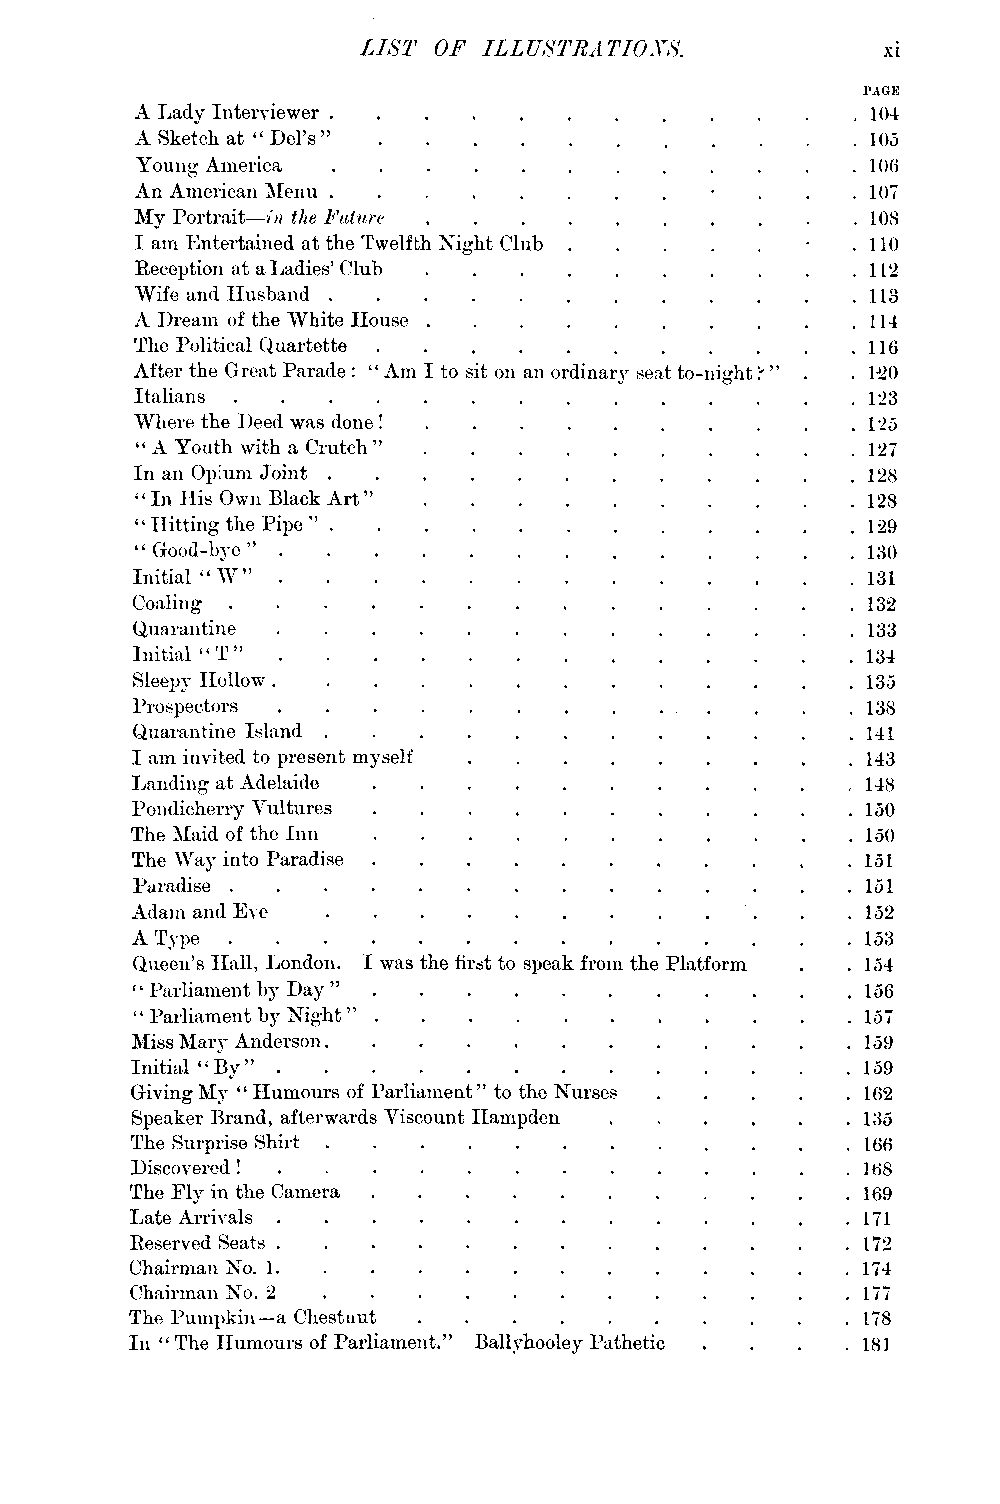 LIST OF ILLUSTRATIONS. xi
PAGE
A Lady Interviewer . . . . . . . . . . . . 104
A Sketch at “ Del's” . . . . . . . . . . . 105
Young America . . . . . . . . . . . . 106
An American Menu . . . . . . . . . . . . 107
My Portrait—in the Future . . . . . . . . . . 108
I am Entertained at the Twelfth Night Club . . . . . . . 110
Reception at a Ladies' Club . . . . . . . . . . 112
Wife and Husband . . . . . . . . . . . . 113
A Dream of the White House . . . . . . . . . . 114
The Political Quartette . . . . . . . . . . . 116
After the Great Parade : “ Am I to sit on an ordinary seat to-night ? ” . . 120
Italians . . . . . . . . . . . . . . 123
Where the Deed was done ! . . . . . . . . . . 125
“ A Youth with a Crutch ” . . . . . . . . . . 127
In an Opium Joint . . . . . . . . . . . . 128
“ In His Own Black Art ” . . . . . . . . . . 128
“ Hitting the Pipe ” . . . . . . . . . . . . 129
“ Good-bye ” . . . . . . . . . . . . . 130
Initial “ W ” . . . . . . . . . . . . . 131
Coaling . . . . . . . . . . . . . . 132
Quarantine . . . . . . . . . . . . . 133
Initial “ T ” . . . . . . . . . . . . . 134
Sleepy Hollow . . . . . . . . . . . . . 135
Prospectors . . . . . . . . . . . . . 138
Quarantine Island . . . . . . . . . . . . 141
I am invited to present myself . . . . . . . . . 143
Landing at Adelaide . . . . . . . . . . . 148
Pondicherry Vultures . . . . . . . . . . . 150
The Maid of the Inn . . . . . . . . . . . 150
The Way into Paradise . . . . . . . . . . . 151
Paradise . . . . . . . . . . . . . . 151
Adam and Eve . . . . . . . . . . . . 152
A Type . . . . . . . . . . . . . . 153
Queen's Hall, London. I was the first to speak from the Platform . . 154
“ Parliament by Day ” . . . . . . . . . . . 156
“ Parliament by Night ” . . . . . . . . . . . 157
Miss Mary Anderson . . . . . . . . . . . . 159
Initial “ By ” . . . . . . . . . . . . . 159
Giving My “ Humours of Parliament ” to the Nurses . . . . . 162
Speaker Brand, afterwards Viscount Hampden . . . . . . 135
The Surprise Shirt . . . . . . . . . . . . 166
Discovered ! . . . . . . . . . . . . . 168
The Fly in the Camera . . . . . . . . . . . 169
Late Arrivals . . . . . . . . . . . . . 171
Reserved Seats . . . . . . . . . . . . . 172
Chairman No. 1. . . . . . . . . . . . . 174
Chairman No. 2 . . . . . . . . . . . . 177
The Pumpkin—a Chestnut . . . . . . . . . . 178
In “ The Humours of Parliament.” Ballyhooley Pathetic . . . . 181